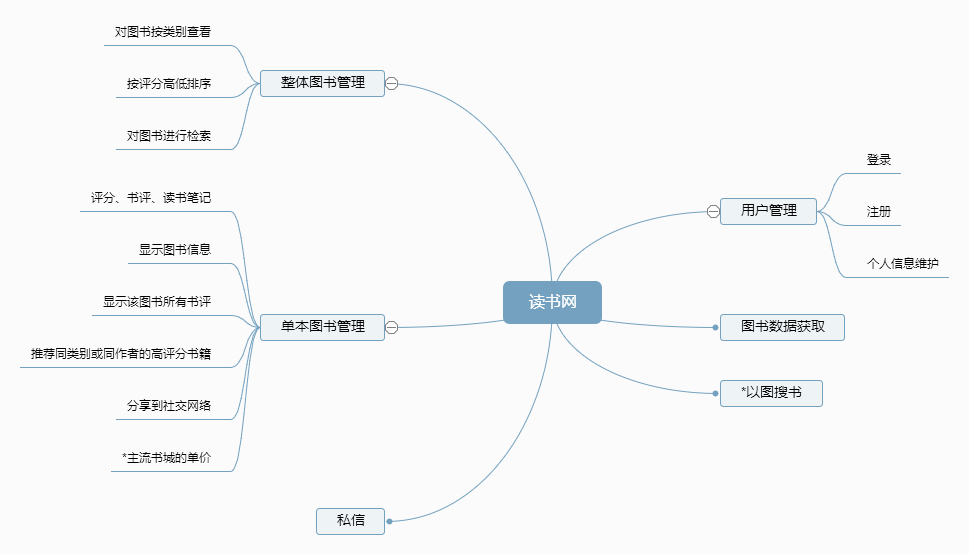 对图书按类别查看
按评分高低排序
对图书进行检索
整体图书管理
评分、书评、读书笔记
显示图书信息
显示该图书所有书评
推荐同类别或同作者的高评分书籍
分享到社交网络
*主流书城的单价
单本图书管理
私信
读书网
用户管理
登录
注册
个人信息维护
图书数据获取
*以图搜书